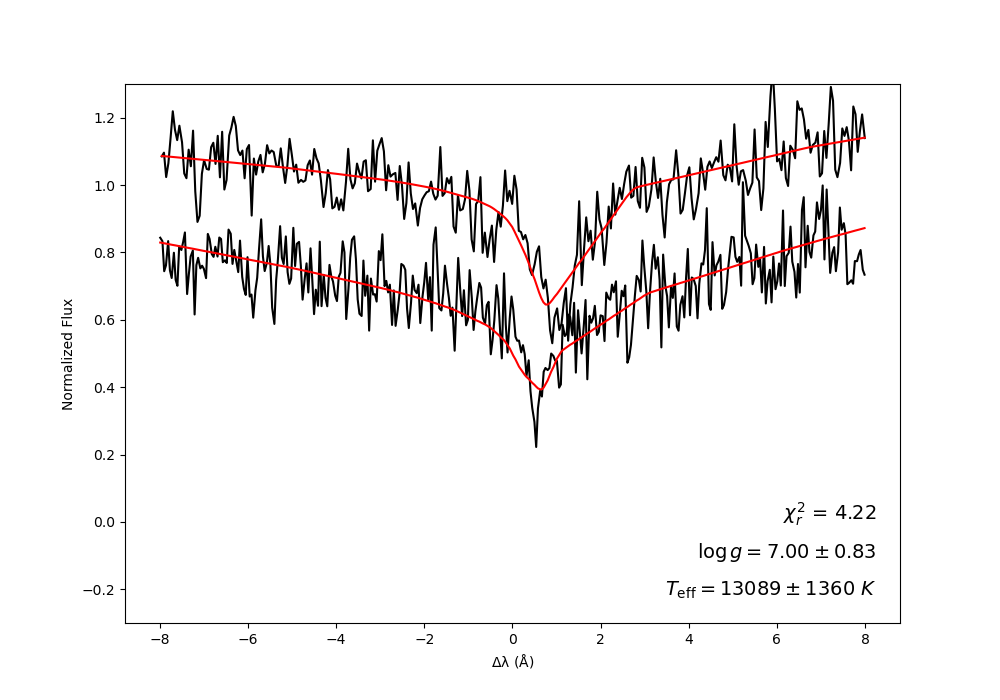 1.2
1.0
0.8
0.6
0.4
0.2
0.0
−0.2
Normalized Flux
χ²ᵣ = 4.22
log g = 7.00 ± 0.83
T_eff = 13089 ± 1360 K
−8 −6 −4 −2 0 2 4 6 8
Δλ (Å)